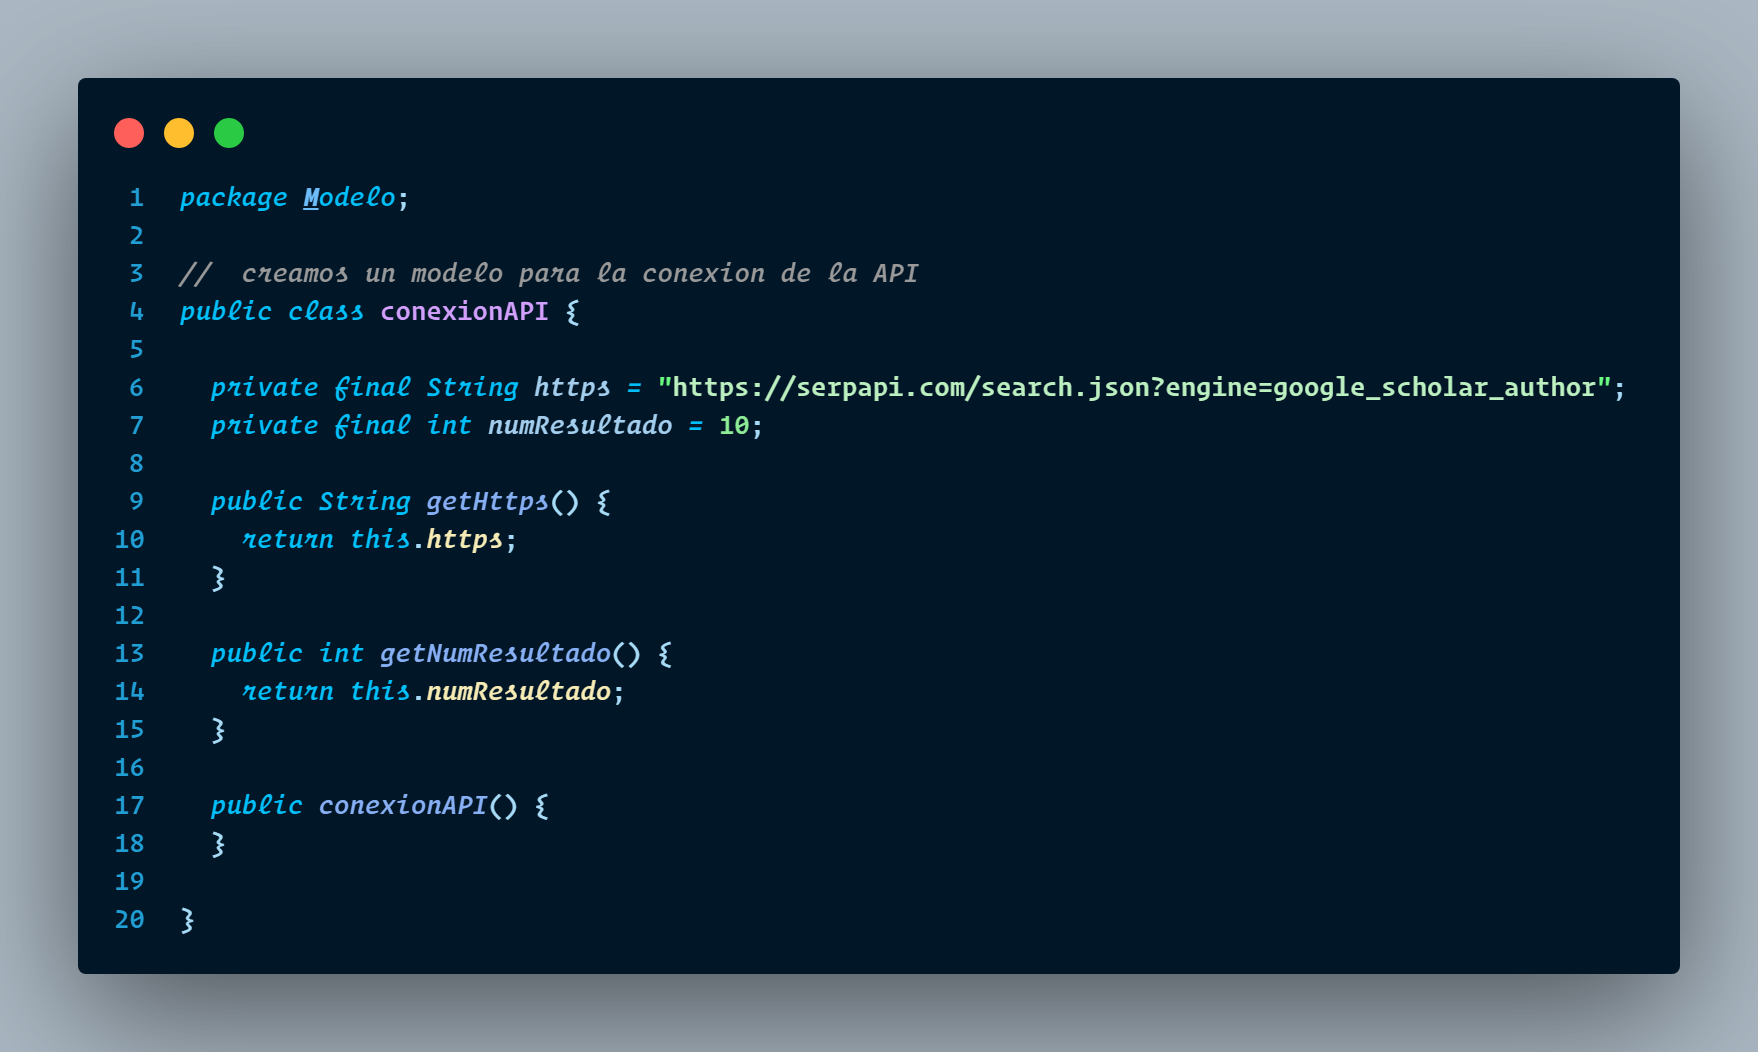 1 package Modelo;
2
3 //  creamos un modelo para la conexion de la API
4 public class conexionAPI {
5
6   private final String https = "https://serpapi.com/search.json?engine=google_scholar_author";
7   private final int numResultado = 10;
8
9   public String getHttps() {
10     return this.https;
11   }
12
13   public int getNumResultado() {
14     return this.numResultado;
15   }
16
17   public conexionAPI() {
18   }
19
20 }